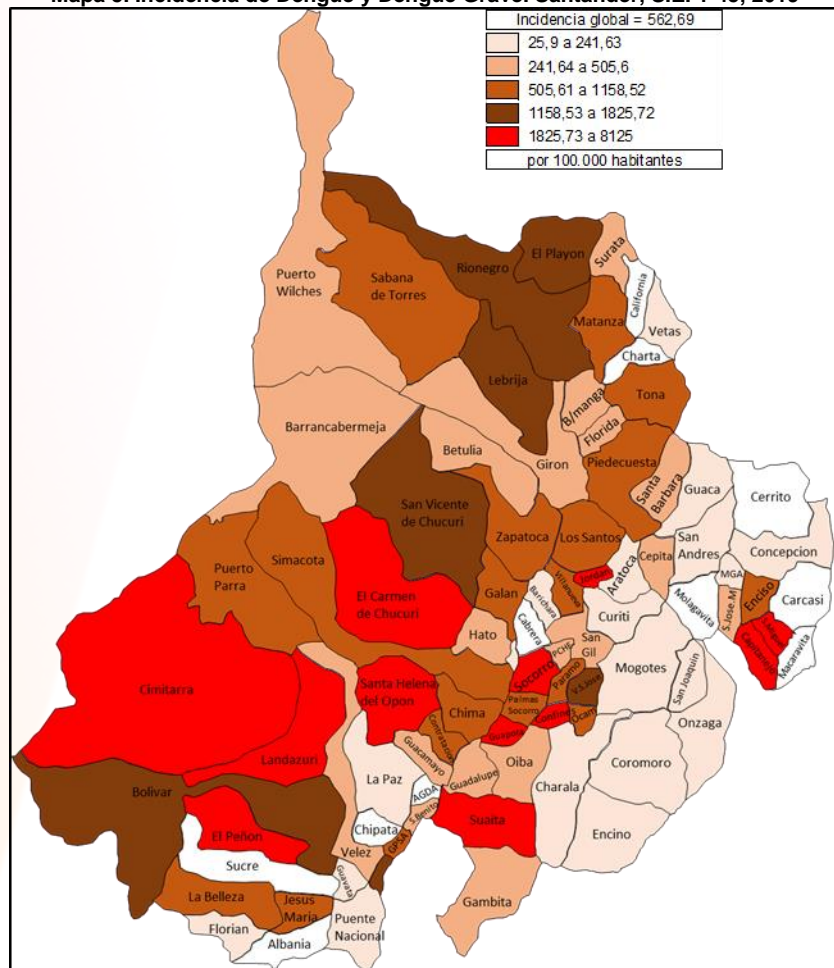 Incidencia de Dengue y Dengue Grave. Santander, S.E.
Incidencia global = 562,69
25,9 a 241,63
241,64 a 505,6
505,61 a 1158,52
1158,53 a 1825,72
1825,73 a 8125
por 100.000 habitantes
El Playon
Surata
Rionegro
Puerto
Wilches
Sabana
de Torres
California
Matanza
Vetas
Charta
Lebrija
Tona
B/manga
Barrancabermeja
Florida
Betulia
Giron
Piedecuesta
Santa
Barbara
Guaca
Cerrito
San Vicente
de Chucuri
Zapatoca
Los Santos
San
Andres
Cepita
Concepcion
Simacota
Puerto
Parra
Jordan
Aratoca
MGA
Villanueva
Enciso
Carcasi
El Carmen
de Chucuri
Galan
Barichara
Molagavita
S.Jose.M
Cabrera
Curiti
S.Miguel
Hato
San
Gil
Capitanejo
Macaravita
PCHE
Mogotes
Socorro
Paramo
San Joaquin
Cimitarra
Santa Helena
del Opon
V.S.Jose
Chima
Palmas
Socorro
Onzaga
Ocam
Guapota
Contratacion
Landazuri
Guacamayo
Oiba
Coromoro
La Paz
Guadalupe
Charala
Bolivar
AGDA
S.Benito
Chipata
Suaita
El Peñon
Encino
GPSA
Velez
Sucre
Guavata
La Belleza
Jesus
Maria
Gambita
Florian
Puente
Nacional
Albania